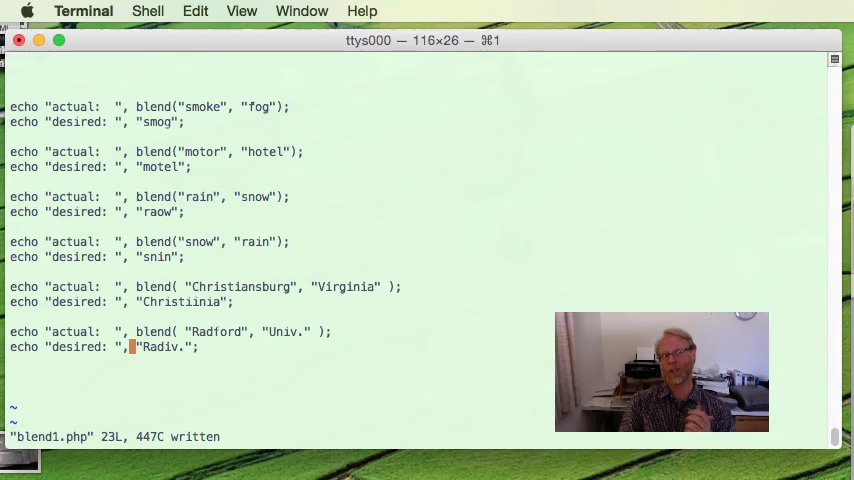 Terminal Shell Edit View Window Help
ttys000 — 116×26 — ⌘1
echo "actual:  ", blend("smoke", "fog");
echo "desired: ", "smog";
echo "actual:  ", blend("motor", "hotel");
echo "desired: ", "motel";
echo "actual:  ", blend("rain", "snow");
echo "desired: ", "raow";
echo "actual:  ", blend("snow", "rain");
echo "desired: ", "snin";
echo "actual:  ", blend( "Christiansburg", "Virginia" );
echo "desired: ", "Christiinia";
echo "actual:  ", blend( "Radford", "Univ." );
echo "desired: ", "Radiv.";
~
~
"blend1.php" 23L, 447C written